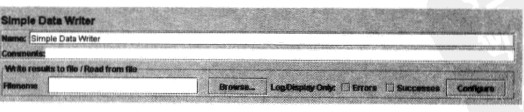 Simple Data Writer
Name: Simple Data Writer
Comments:
Write results to file / Read from file
Filename Browse... Log/Display Only: Errors Successes Configure